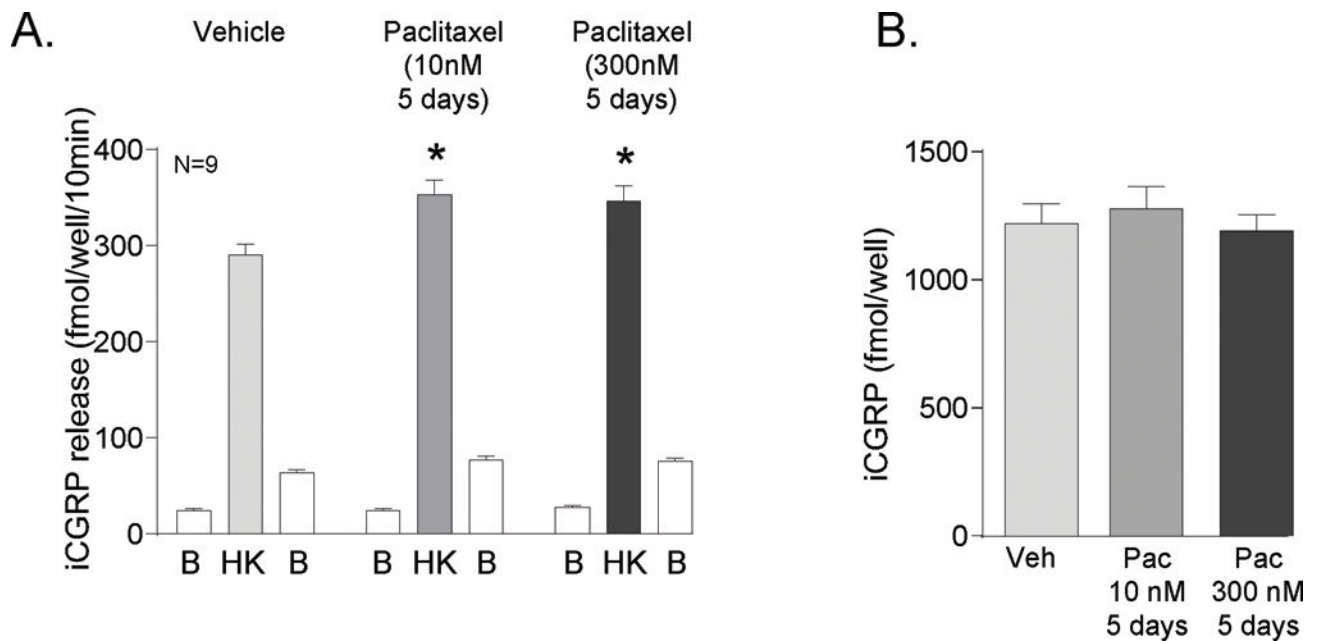 A.
Vehicle
Paclitaxel
(10nM
5 days)
Paclitaxel
(300nM
5 days)
iCGRP release (fmol/well/10min)
400
300
200
100
0
N=9
*
*
B HK B
B HK B
B HK B
B.
iCGRP (fmol/well)
1500
1000
500
0
Veh
Pac
10 nM
5 days
Pac
300 nM
5 days